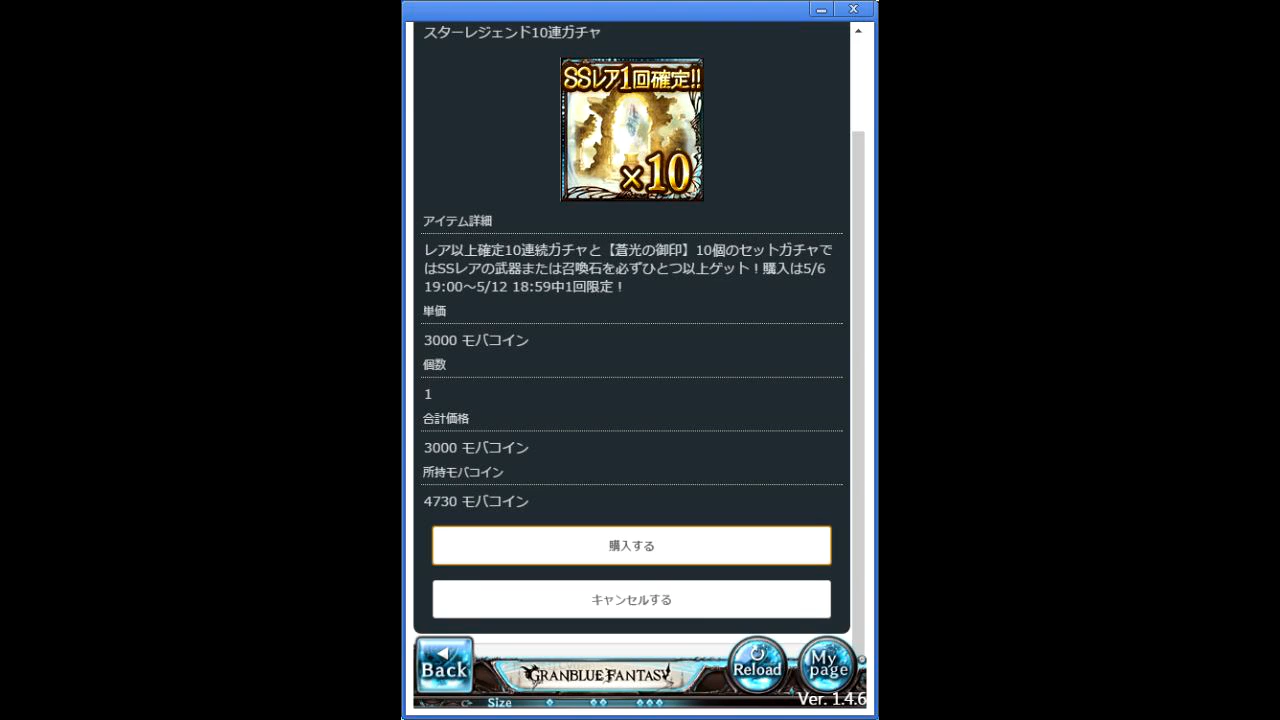 スターレジェンド10連ガチャ
SSレア1回確定!!
×10
アイテム詳細
レア以上確定10連続ガチャと【蒼光の御印】10個のセットガチャで
はSSレアの武器または召喚石を必ずひとつ以上ゲット！購入は5/6
19:00～5/12 18:59中1回限定！
単価
3000 モバコイン
個数
1
合計価格
3000 モバコイン
所持モバコイン
4730 モバコイン
購入する
キャンセルする
Back
GRANBLUE FANTASY
Reload
My page
Size
Ver. 1.4.6